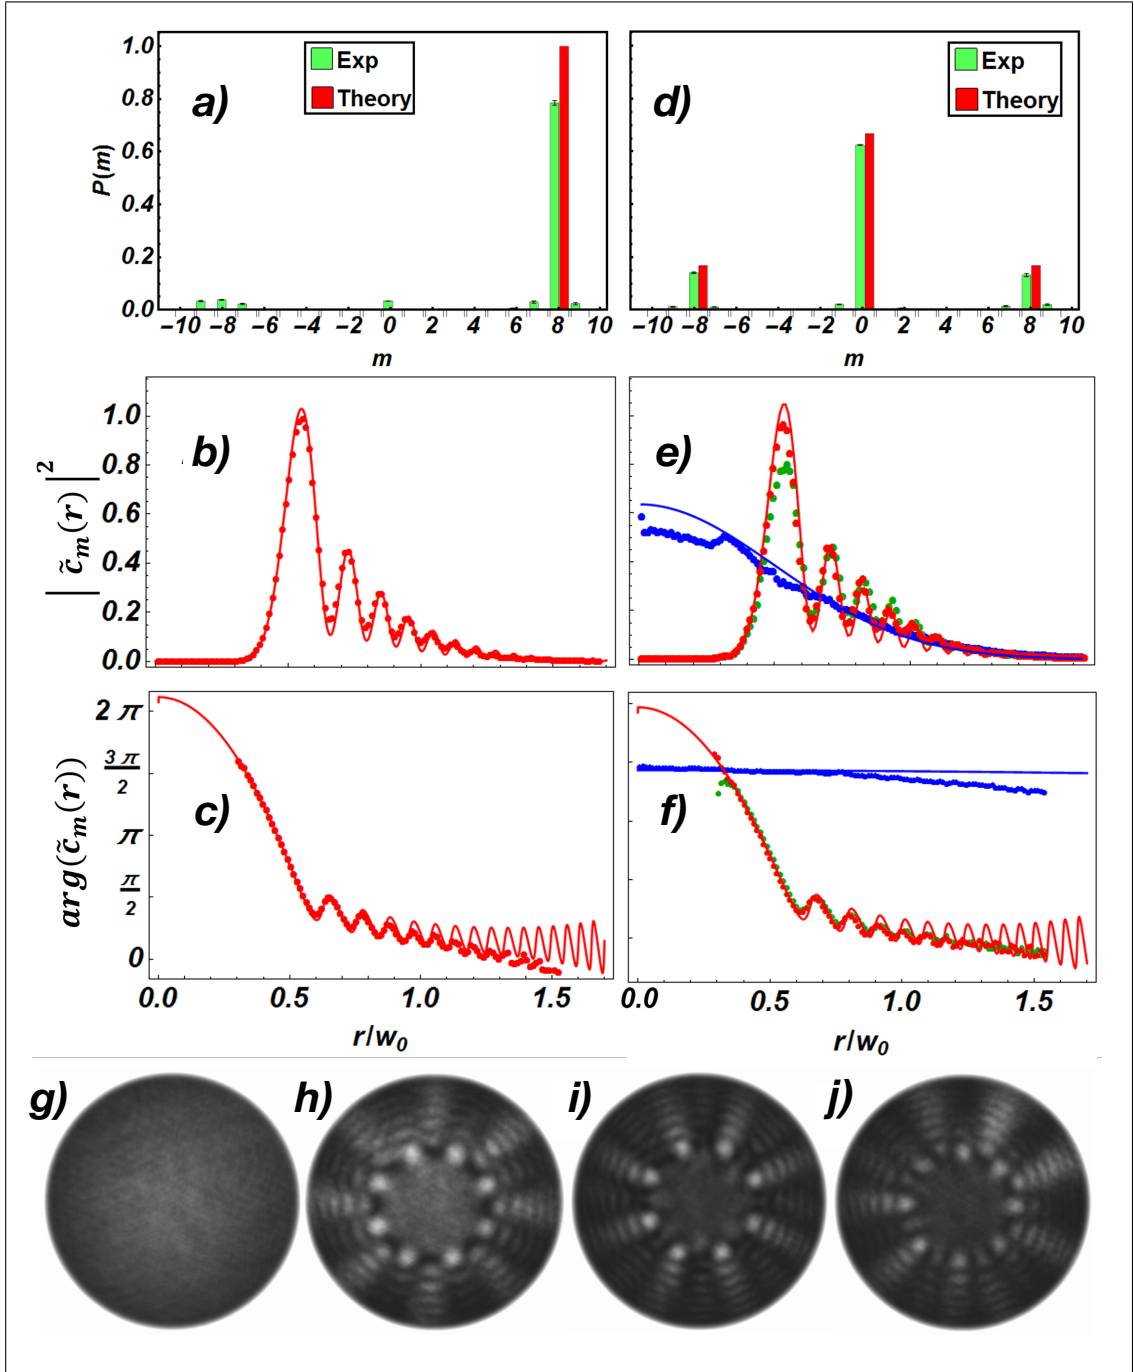 a)
Exp
Theory
P(m)
1.0
0.8
0.6
0.4
0.2
0.0
−10 −8 −6 −4 −2 0 2 4 6 8 10
m
d)
Exp
Theory
−10 −8 −6 −4 −2 0 2 4 6 8 10
m
b)
|c̃ₘ(r)|²
1.0
0.8
0.6
0.4
0.2
0.0
e)
c)
arg(c̃ₘ(r))
2 π
3 π/2
π
π/2
0
0.0 0.5 1.0 1.5
r/w₀
f)
0.0 0.5 1.0 1.5
r/w₀
g)
h)
i)
j)